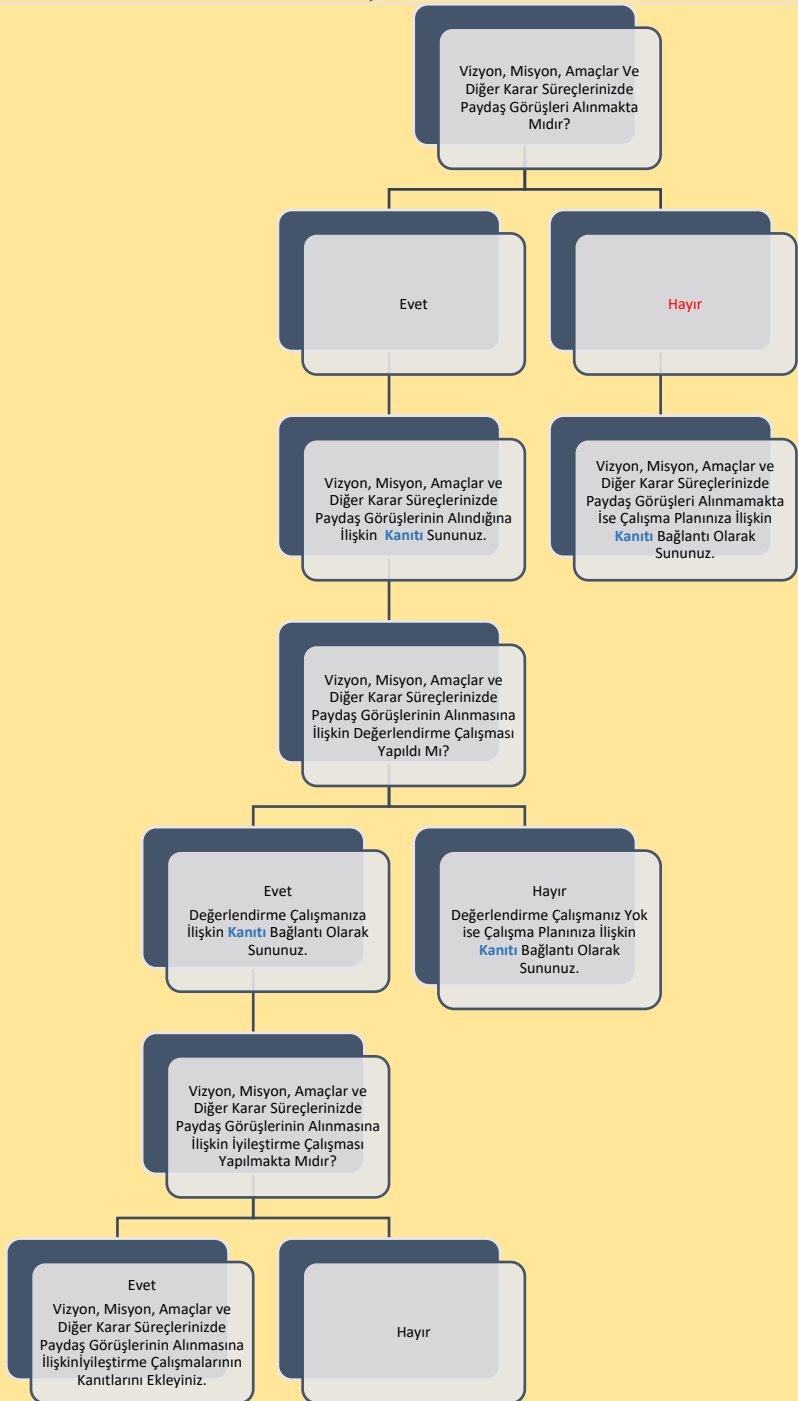 Vizyon, Misyon, Amaçlar Ve
Diğer Karar Süreçlerinizde
Paydaş Görüşleri Alınmakta
Mıdır?
Evet
Hayır
Vizyon, Misyon, Amaçlar ve
Diğer Karar Süreçlerinizde
Paydaş Görüşlerinin Alındığına
İlişkin Kanıtı Sununuz.
Vizyon, Misyon, Amaçlar ve
Diğer Karar Süreçlerinizde
Paydaş Görüşleri Alınmamakta
İse Çalışma Planınıza İlişkin
Kanıtı Bağlantı Olarak
Sununuz.
Vizyon, Misyon, Amaçlar ve
Diğer Karar Süreçlerinizde
Paydaş Görüşlerinin Alınmasına
İlişkin Değerlendirme Çalışması
Yapıldı Mı?
Evet
Değerlendirme Çalışmanıza
İlişkin Kanıtı Bağlantı Olarak
Sununuz.
Hayır
Değerlendirme Çalışmanız Yok
ise Çalışma Planınıza İlişkin
Kanıtı Bağlantı Olarak
Sununuz.
Vizyon, Misyon, Amaçlar ve
Diğer Karar Süreçlerinizde
Paydaş Görüşlerinin Alınmasına
İlişkin İyileştirme Çalışması
Yapılmakta Mıdır?
Evet
Vizyon, Misyon, Amaçlar ve
Diğer Karar Süreçlerinizde
Paydaş Görüşlerinin Alınmasına
İlişkinİyileştirme Çalışmalarının
Kanıtlarını Ekleyiniz.
Hayır